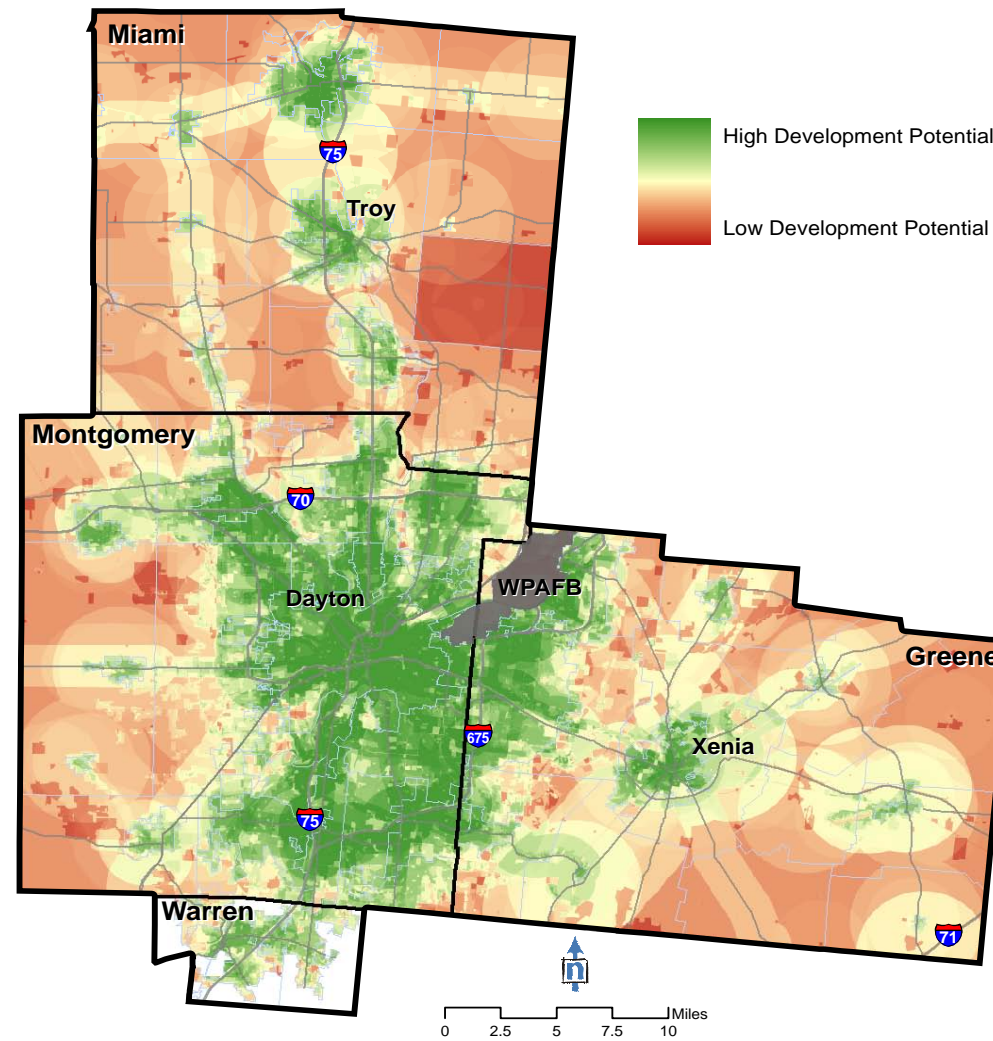 Miami
High Development Potential
75
Troy
Low Development Potential
Montgomery
70
Dayton
WPAFB
Greene
675
Xenia
75
Warren
71
n
Miles
0 2.5 5 7.5 10